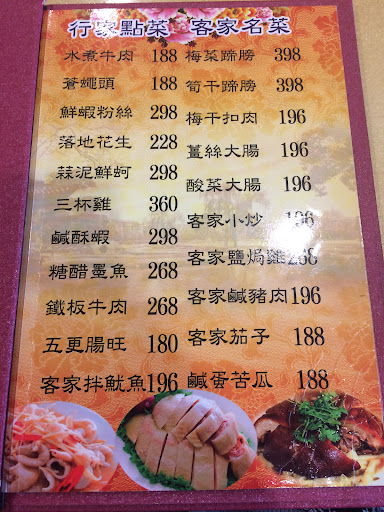 行家點菜 客家名菜
水煮牛肉 188 梅菜蹄膀 398
蒼蠅頭 188 筍干蹄膀 398
鮮蝦粉絲 298 梅干扣肉 196
落地花生 228 薑絲大腸 196
蒜泥鮮蚵 298 酸菜大腸 196
三杯雞 360 客家小炒 196
鹹酥蝦 298 客家鹽焗雞 268
糖醋墨魚 268 客家鹹豬肉 196
鐵板牛肉 268 客家茄子 188
五更腸旺 180 鹹蛋苦瓜 188
客家拌魷魚 196